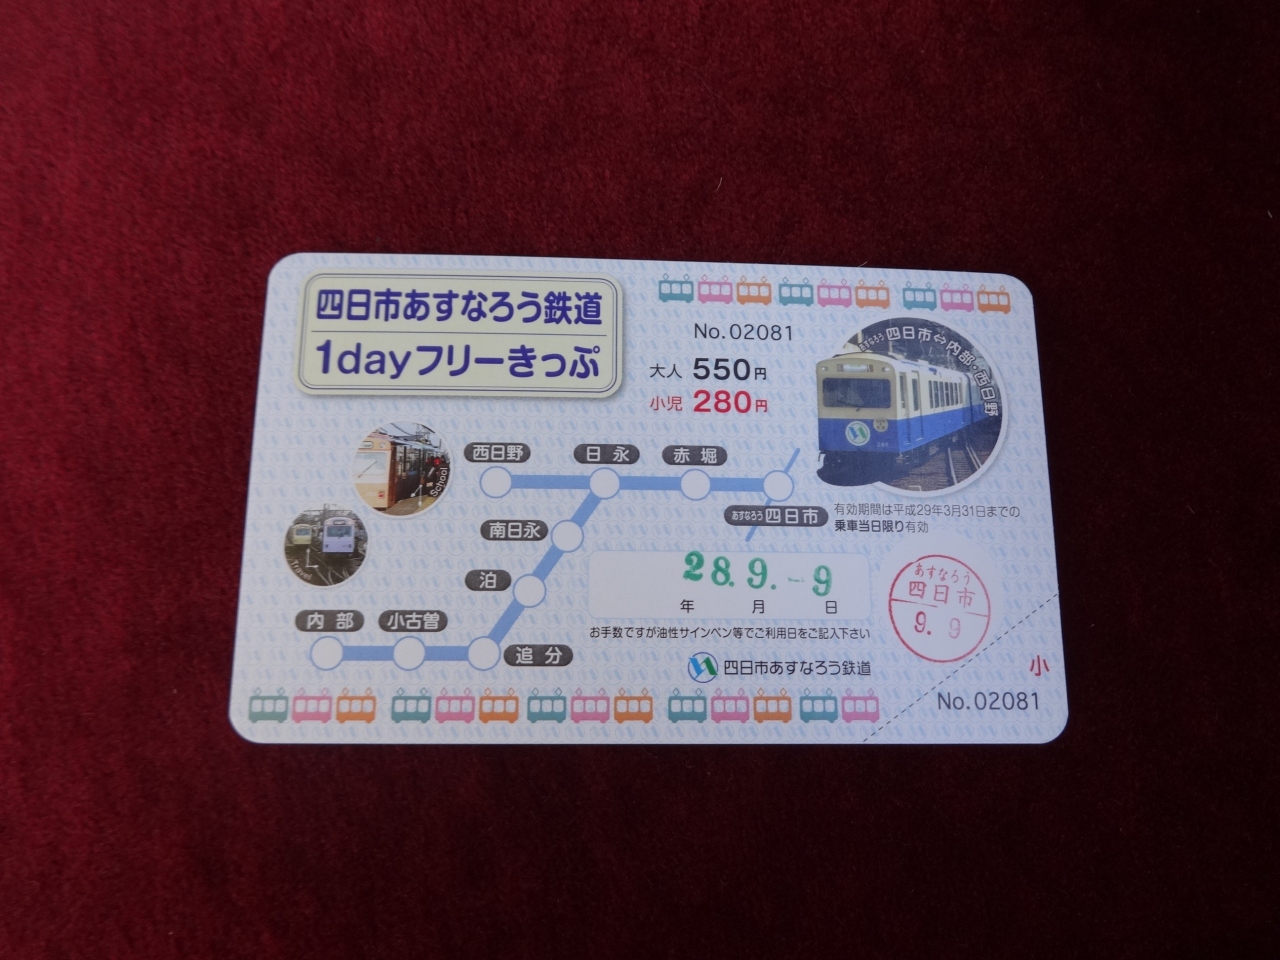 四日市あすなろう鉄道
1dayフリーきっぷ
No.02081
大人 550円
小児 280円
あすなろう四日市⇔内部・西日野
School
Travel
西日野
日永
赤堀
あすなろう四日市
南日永
泊
内部
小古曽
追分
有効期間は平成29年3月31日までの
乗車当日限り有効
28.9.-9
年 月 日
お手数ですが油性サインペン等でご利用日をご記入下さい
四日市あすなろう鉄道
あすなろう
四日市
9. 9
小
No.02081